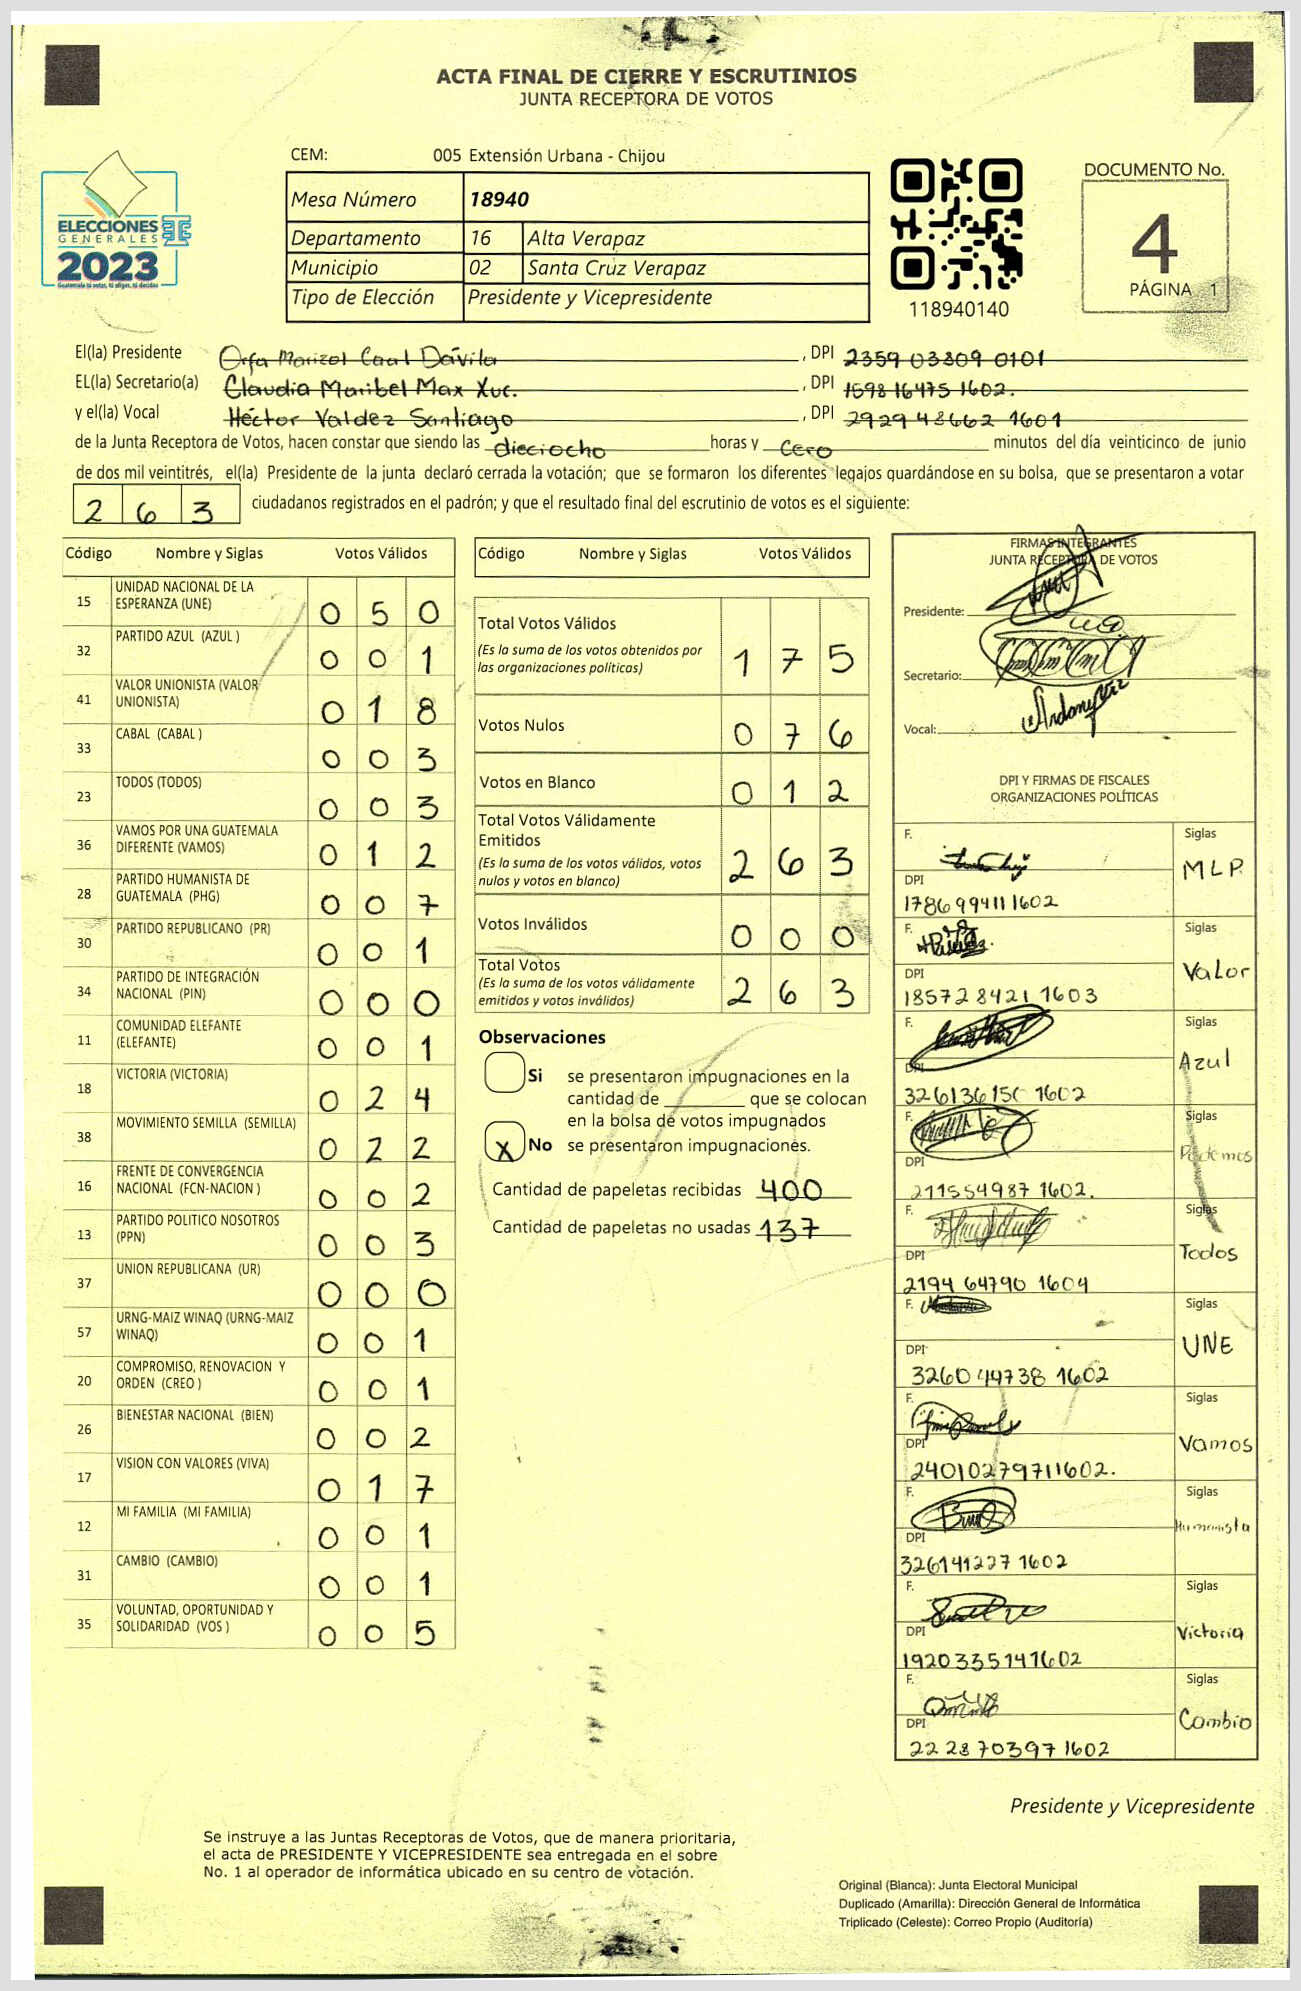 ACTA FINAL DE CIERRE Y ESCRUTINIOS
JUNTA RECEPTORA DE VOTOS
ELECCIONES
GENERALES
2023
Guatemala tú votas, tú eliges, tú decides
CEM: 005 Extensión Urbana - Chijou
Mesa Número 18940
Departamento 16 Alta Verapaz
Municipio 02 Santa Cruz Verapaz
Tipo de Elección Presidente y Vicepresidente
118940140
DOCUMENTO No.
4
PÁGINA 1
El(la) Presidente Orfa Marizol Caal Dávila, DPI 2359 03809 0101
EL(la) Secretario(a) Claudia Maribel Max Xuc., DPI 1598 16475 1602.
y el(la) Vocal Héctor Valdez Santiago, DPI 2929 48662 1601
de la Junta Receptora de Votos, hacen constar que siendo las dieciocho horas y cero minutos del día veinticinco de junio
de dos mil veintitrés, el(la) Presidente de la junta declaró cerrada la votación; que se formaron los diferentes legajos guardándose en su bolsa, que se presentaron a votar
2 6 3 ciudadanos registrados en el padrón; y que el resultado final del escrutinio de votos es el siguiente:
Código Nombre y Siglas Votos Válidos
15 UNIDAD NACIONAL DE LA ESPERANZA (UNE) 0 5 0
32 PARTIDO AZUL (AZUL ) 0 0 1
41 VALOR UNIONISTA (VALOR UNIONISTA) 0 1 8
33 CABAL (CABAL ) 0 0 3
23 TODOS (TODOS) 0 0 3
36 VAMOS POR UNA GUATEMALA DIFERENTE (VAMOS) 0 1 2
28 PARTIDO HUMANISTA DE GUATEMALA (PHG) 0 0 7
30 PARTIDO REPUBLICANO (PR) 0 0 1
34 PARTIDO DE INTEGRACIÓN NACIONAL (PIN) 0 0 0
11 COMUNIDAD ELEFANTE (ELEFANTE) 0 0 1
18 VICTORIA (VICTORIA) 0 2 4
38 MOVIMIENTO SEMILLA (SEMILLA) 0 2 2
16 FRENTE DE CONVERGENCIA NACIONAL (FCN-NACION ) 0 0 2
13 PARTIDO POLITICO NOSOTROS (PPN) 0 0 3
37 UNION REPUBLICANA (UR) 0 0 0
57 URNG-MAIZ WINAQ (URNG-MAIZ WINAQ) 0 0 1
20 COMPROMISO, RENOVACION Y ORDEN (CREO ) 0 0 1
26 BIENESTAR NACIONAL (BIEN) 0 0 2
17 VISION CON VALORES (VIVA) 0 1 7
12 MI FAMILIA (MI FAMILIA) 0 0 1
31 CAMBIO (CAMBIO) 0 0 1
35 VOLUNTAD, OPORTUNIDAD Y SOLIDARIDAD (VOS ) 0 0 5
Código Nombre y Siglas Votos Válidos
Total Votos Válidos
(Es la suma de los votos obtenidos por
las organizaciones políticas) 1 7 5
Votos Nulos 0 7 6
Votos en Blanco 0 1 2
Total Votos Válidamente
Emitidos
(Es la suma de los votos válidos, votos
nulos y votos en blanco) 2 6 3
Votos Inválidos 0 0 0
Total Votos
(Es la suma de los votos válidamente
emitidos y votos inválidos) 2 6 3
Observaciones
Si se presentaron impugnaciones en la
cantidad de ________ que se colocan
en la bolsa de votos impugnados
X No se presentaron impugnaciones.
Cantidad de papeletas recibidas 400
Cantidad de papeletas no usadas 137
FIRMAS INTEGRANTES
JUNTA RECEPTORA DE VOTOS
Presidente:
Secretario:
Vocal:
DPI Y FIRMAS DE FISCALES
ORGANIZACIONES POLÍTICAS
F. Siglas
MLP
DPI
1786994111602
F. Siglas
Valor
DPI
18572 8421 1603
F. Siglas
Azul
DPI
1602
F. Siglas
Podemos
DPI
211554987 1602.
F. Siglas
Todos
DPI
2194 64790 1604
F. Siglas
UNE
DPI
3260 44738 1602
F. Siglas
Vamos
DPI
2401027971 1602.
F. Siglas
Humanista
DPI
326141227 1602
F. Siglas
Victoria
DPI
1920335141602
F. Siglas
Cambio
DPI
22 28 70397 1602
Presidente y Vicepresidente
Se instruye a las Juntas Receptoras de Votos, que de manera prioritaria,
el acta de PRESIDENTE Y VICEPRESIDENTE sea entregada en el sobre
No. 1 al operador de informática ubicado en su centro de votación.
Original (Blanca): Junta Electoral Municipal
Duplicado (Amarilla): Dirección General de Informática
Triplicado (Celeste): Correo Propio (Auditoría)